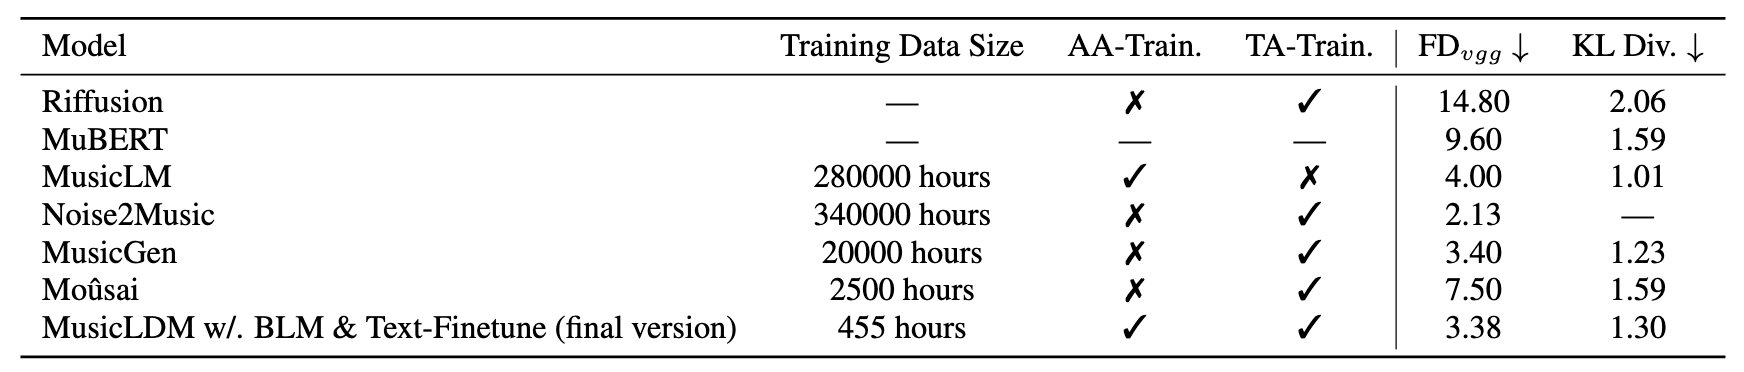 Model Training Data Size AA-Train. TA-Train. FDvgg ↓ KL Div. ↓
Riffusion — ✗ ✓ 14.80 2.06
MuBERT — — — 9.60 1.59
MusicLM 280000 hours ✓ ✗ 4.00 1.01
Noise2Music 340000 hours ✗ ✓ 2.13 —
MusicGen 20000 hours ✗ ✓ 3.40 1.23
Moûsai 2500 hours ✗ ✓ 7.50 1.59
MusicLDM w/. BLM & Text-Finetune (final version) 455 hours ✓ ✓ 3.38 1.30